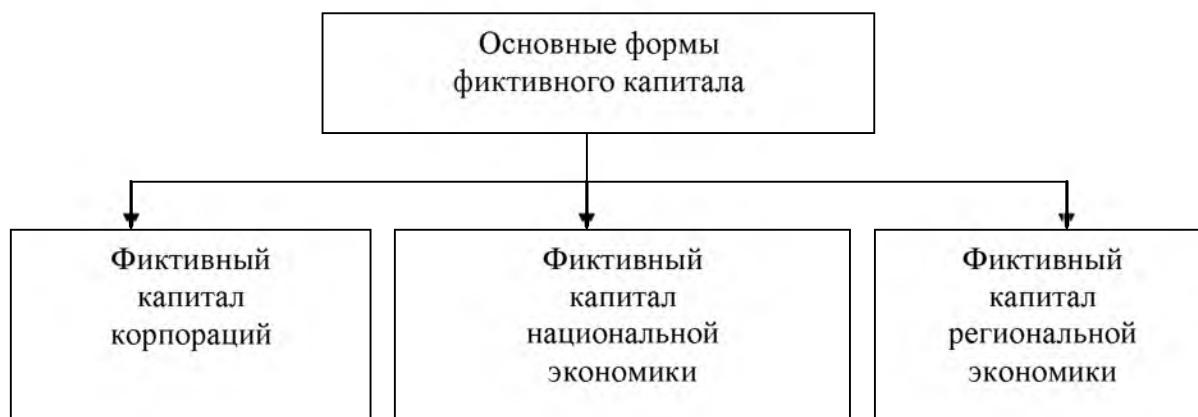 Основные формы
фиктивного капитала
Фиктивный
капитал
корпораций
Фиктивный
капитал
национальной
экономики
Фиктивный
капитал
региональной
экономики